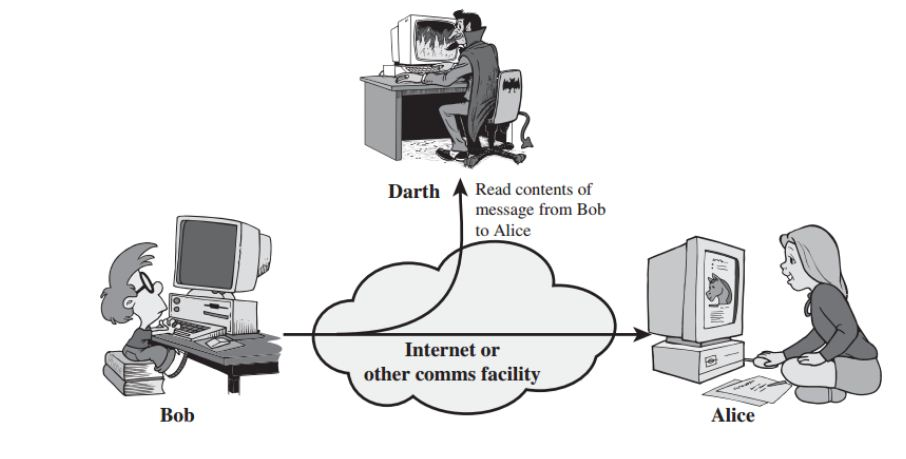 Darth
Read contents of
message from Bob
to Alice
Internet or
other comms facility
Bob
Alice